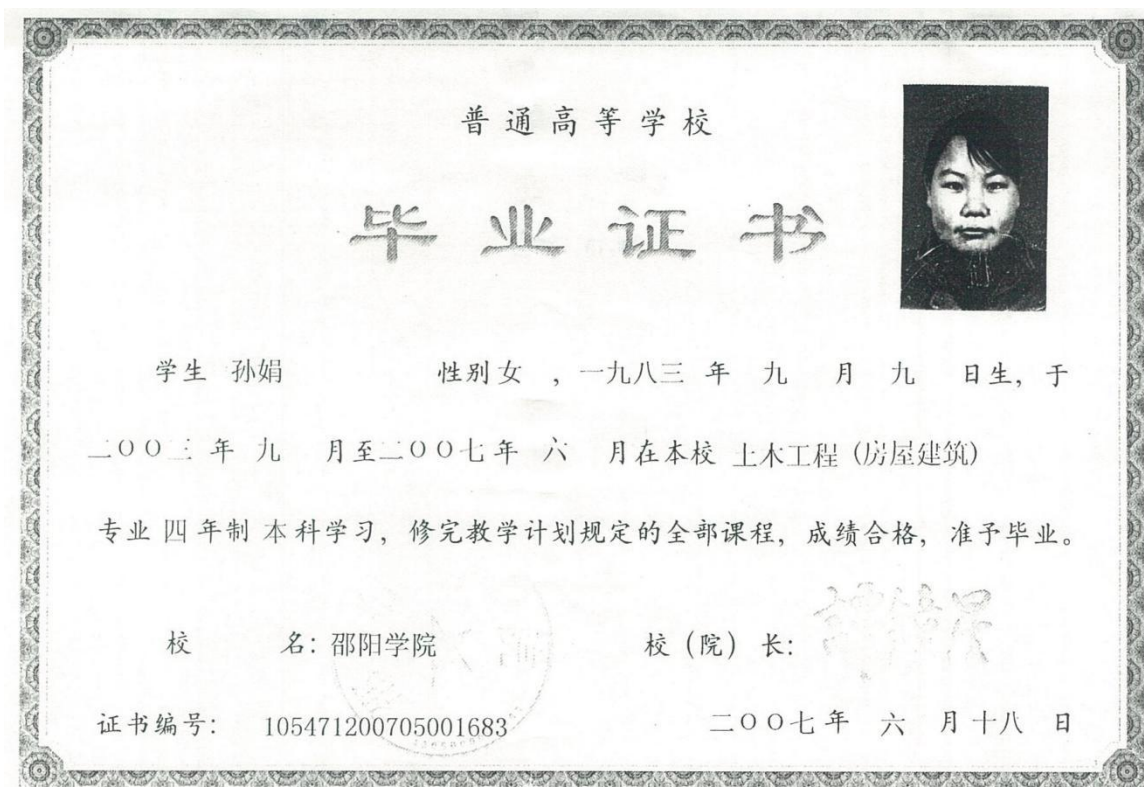 普通高等学校
毕业证书
学生 孙娟 性别 女 , 一九八三 年 九 月 九 日生, 于
二〇〇三 年 九 月至二〇〇七 年 六 月在本校 土木工程 (房屋建筑)
专业 四 年制 本 科学习, 修完教学计划规定的全部课程, 成绩合格, 准予毕业。
校 名: 邵阳学院 校 (院) 长:
证书编号: 105471200705001683 二〇〇七 年 六 月 十八 日